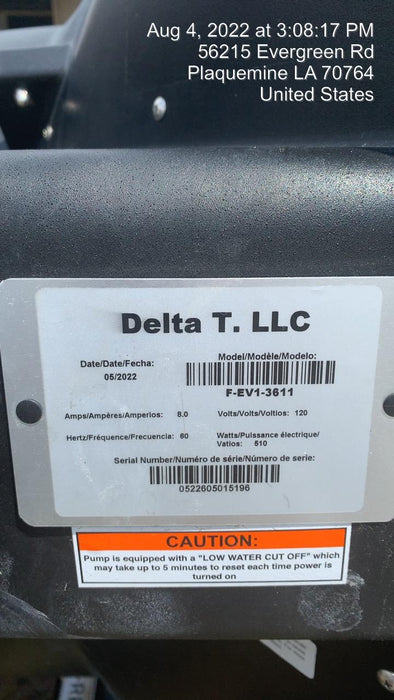 Aug 4, 2022 at 3:08:17 PM
56215 Evergreen Rd
Plaquemine LA 70764
United States
Delta T. LLC
Date/Date/Fecha:
05/2022
Model/Modèle/Modelo:
F-EV1-3611
Amps/Ampères/Amperios: 8.0
Volts/Volts/Voltios: 120
Hertz/Fréquence/Frecuencia: 60
Watts/Puissance électrique/
Vatios: 510
Serial Number/Numéro de série/Número de serie:
0522605015196
CAUTION:
Pump is equipped with a "LOW WATER CUT OFF" which
may take up to 5 minutes to reset each time power is
turned on